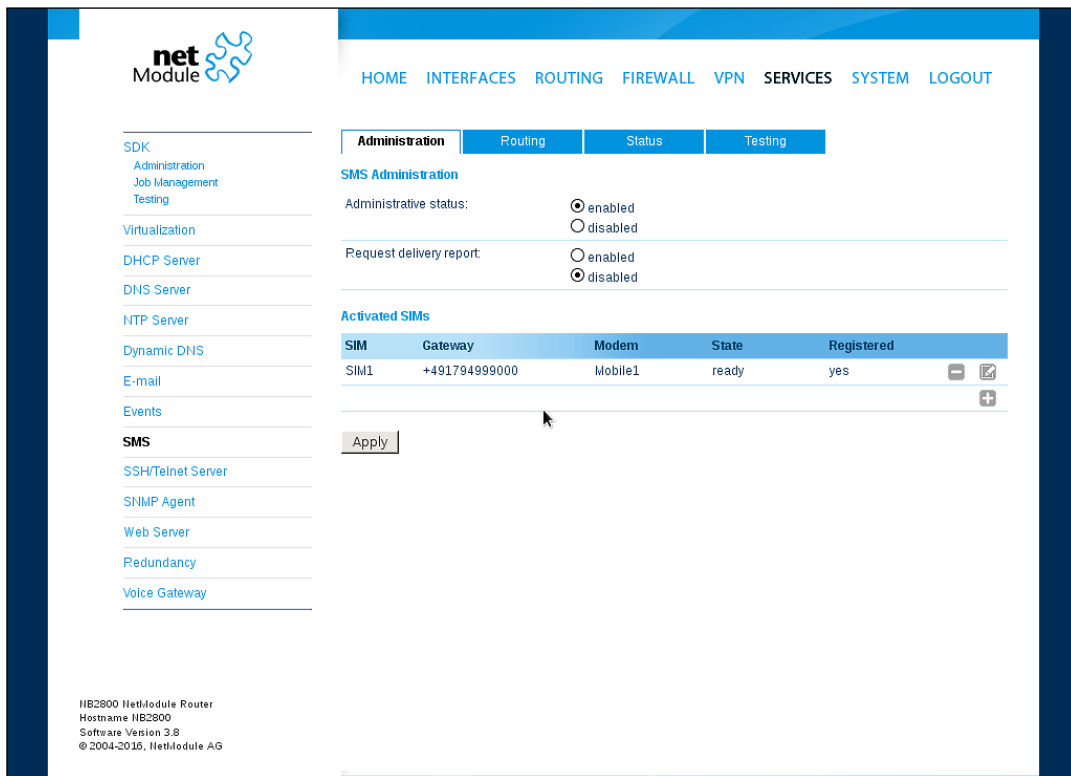 net
Module
HOME INTERFACES ROUTING FIREWALL VPN SERVICES SYSTEM LOGOUT
SDK
Administration
Job Management
Testing
Virtualization
DHCP Server
DNS Server
NTP Server
Dynamic DNS
E-mail
Events
SMS
SSH/Telnet Server
SNMP Agent
Web Server
Redundancy
Voice Gateway
Administration Routing Status Testing
SMS Administration
Administrative status: enabled
disabled
Request delivery report: enabled
disabled
Activated SIMs
SIM Gateway Modem State Registered
SIM1 +491794999000 Mobile1 ready yes
Apply
NB2800 NetModule Router
Hostname NB2800
Software Version 3.8
© 2004-2016, NetModule AG